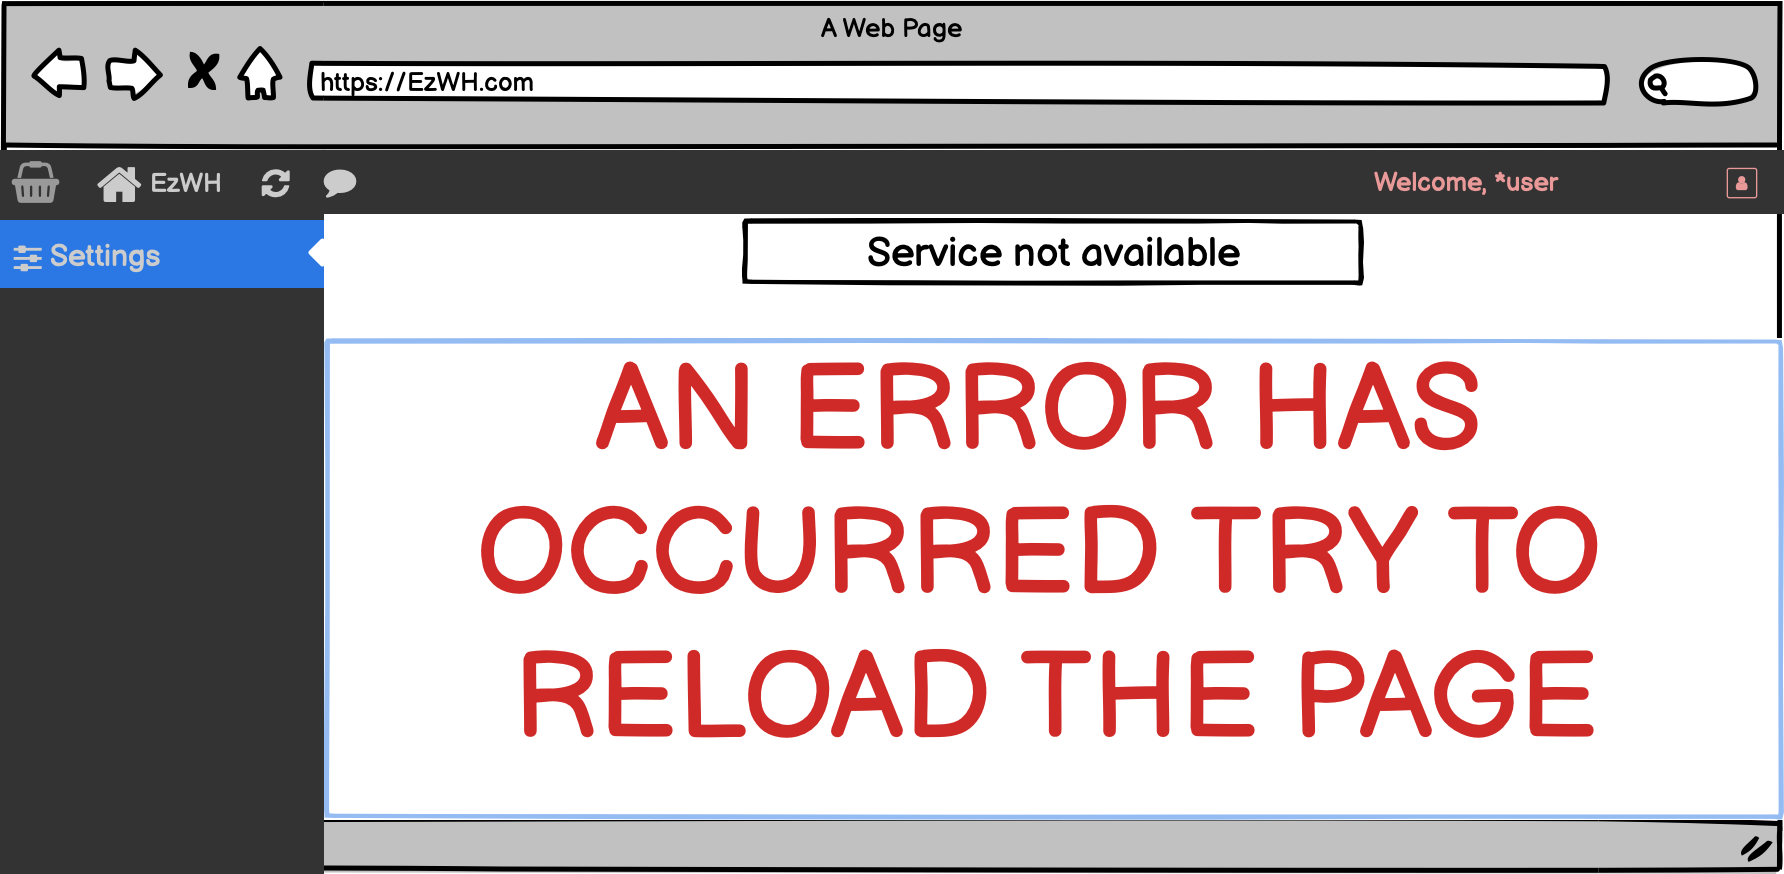 A Web Page
https://EzWH.com
EzWH
Welcome, *user
Settings
Service not available
AN ERROR HAS
OCCURRED TRY TO
RELOAD THE PAGE